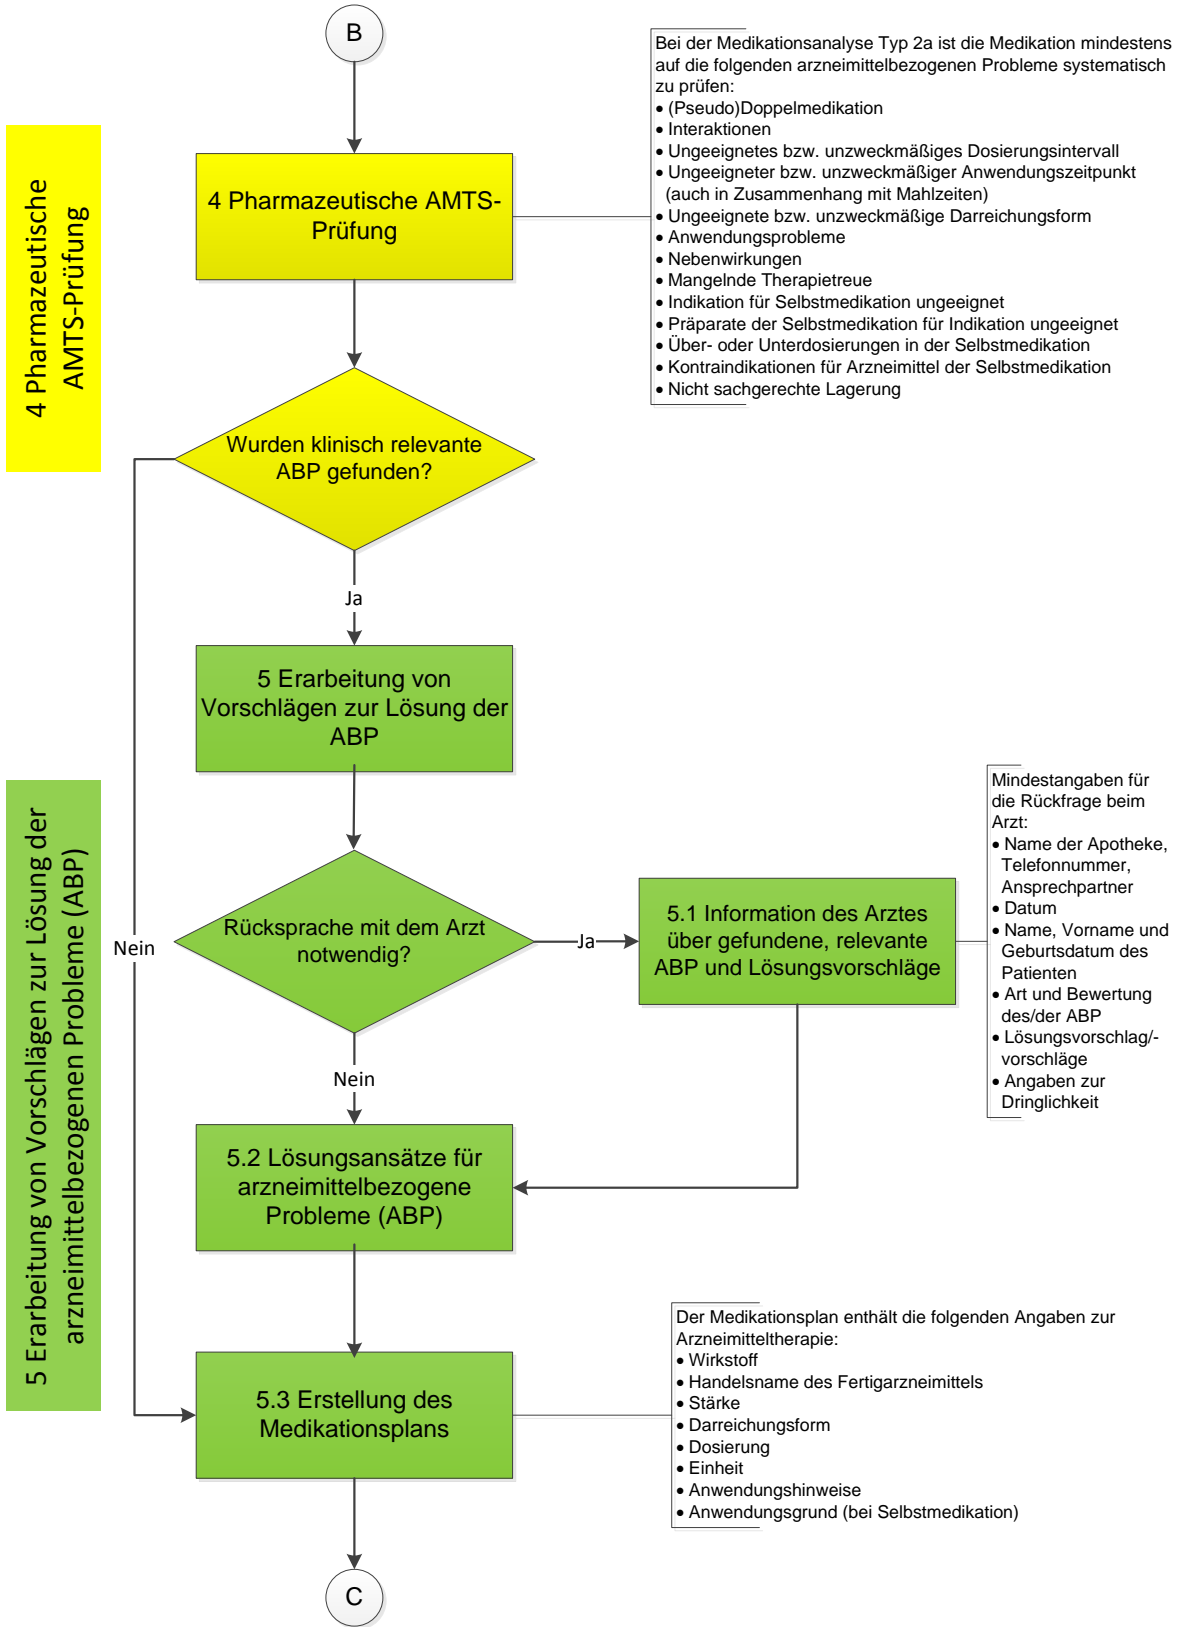 B
Bei der Medikationsanalyse Typ 2a ist die Medikation mindestens
auf die folgenden arzneimittelbezogenen Probleme systematisch
zu prüfen:
• (Pseudo)Doppelmedikation
• Interaktionen
• Ungeeignetes bzw. unzweckmäßiges Dosierungsintervall
• Ungeeigneter bzw. unzweckmäßiger Anwendungszeitpunkt
(auch in Zusammenhang mit Mahlzeiten)
• Ungeeignete bzw. unzweckmäßige Darreichungsform
• Anwendungsprobleme
• Nebenwirkungen
• Mangelnde Therapietreue
• Indikation für Selbstmedikation ungeeignet
• Präparate der Selbstmedikation für Indikation ungeeignet
• Über- oder Unterdosierungen in der Selbstmedikation
• Kontraindikationen für Arzneimittel der Selbstmedikation
• Nicht sachgerechte Lagerung
4 Pharmazeutische
AMTS-Prüfung
4 Pharmazeutische AMTS-
Prüfung
Wurden klinisch relevante
ABP gefunden?
Ja
5 Erarbeitung von
Vorschlägen zur Lösung der
ABP
5 Erarbeitung von Vorschlägen zur Lösung der
arzneimittelbezogenen Probleme (ABP)
Nein
Rücksprache mit dem Arzt
notwendig?
Ja
5.1 Information des Arztes
über gefundene, relevante
ABP und Lösungsvorschläge
Mindestangaben für
die Rückfrage beim
Arzt:
• Name der Apotheke,
Telefonnummer,
Ansprechpartner
• Datum
• Name, Vorname und
Geburtsdatum des
Patienten
• Art und Bewertung
des/der ABP
• Lösungsvorschlag/-
vorschläge
• Angaben zur
Dringlichkeit
Nein
5.2 Lösungsansätze für
arzneimittelbezogene
Probleme (ABP)
5.3 Erstellung des
Medikationsplans
Der Medikationsplan enthält die folgenden Angaben zur
Arzneimitteltherapie:
• Wirkstoff
• Handelsname des Fertigarzneimittels
• Stärke
• Darreichungsform
• Dosierung
• Einheit
• Anwendungshinweise
• Anwendungsgrund (bei Selbstmedikation)
C